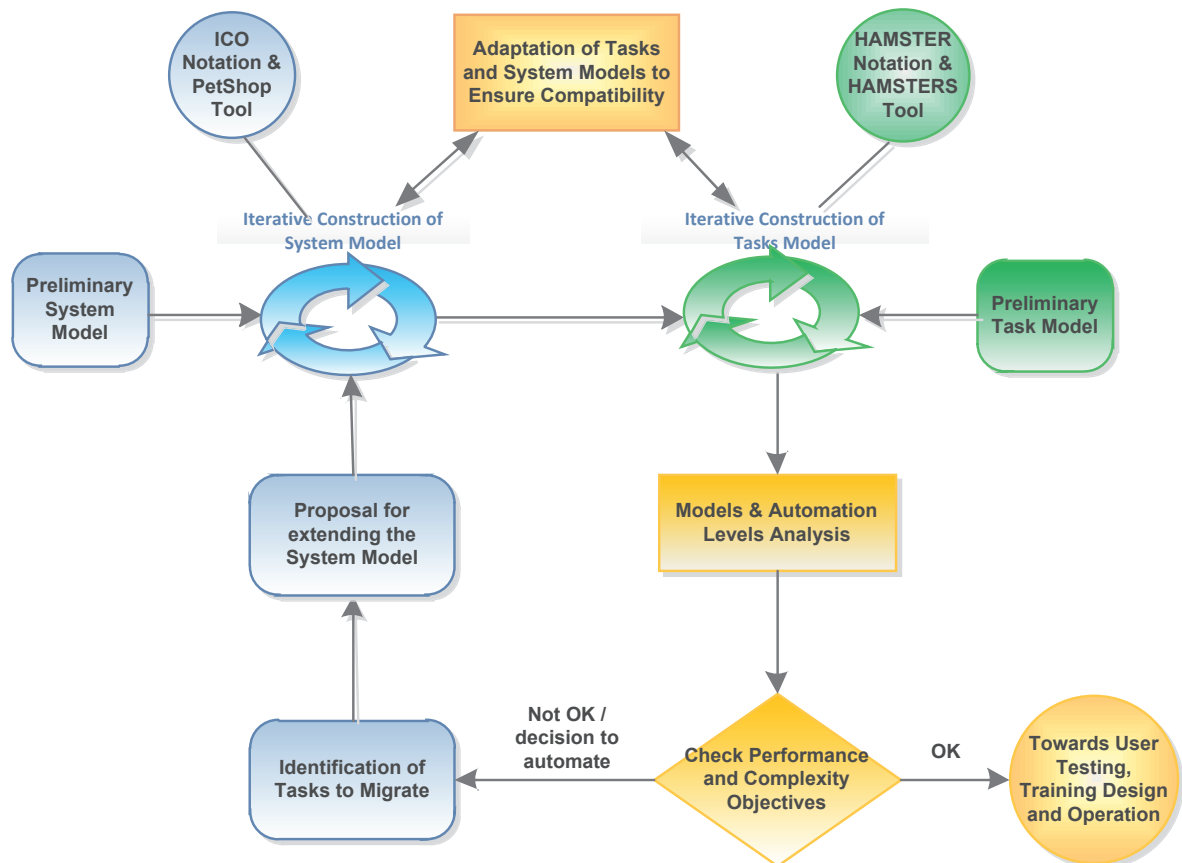 ICO
Notation &
PetShop
Tool
Adaptation of Tasks
and System Models to
Ensure Compatibility
HAMSTER
Notation &
HAMSTERS
Tool
Iterative Construction of
System Model
Iterative Construction of
Tasks Model
Preliminary
System
Model
Preliminary
Task Model
Proposal for
extending the
System Model
Models & Automation
Levels Analysis
Not OK /
decision to
automate
Identification of
Tasks to Migrate
Check Performance
and Complexity
Objectives
OK
Towards User
Testing,
Training Design
and Operation